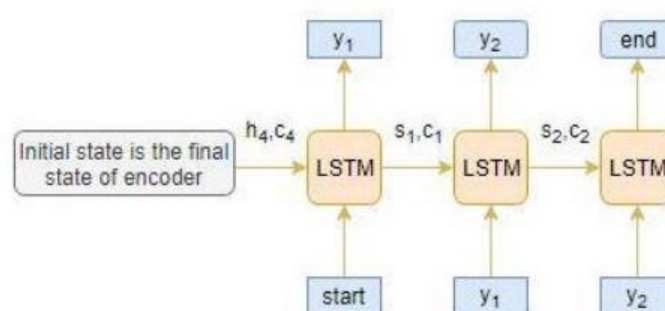 y₁ y₂ end
h₄,c₄ s₁,c₁ s₂,c₂
Initial state is the final
state of encoder
LSTM LSTM LSTM
start y₁ y₂